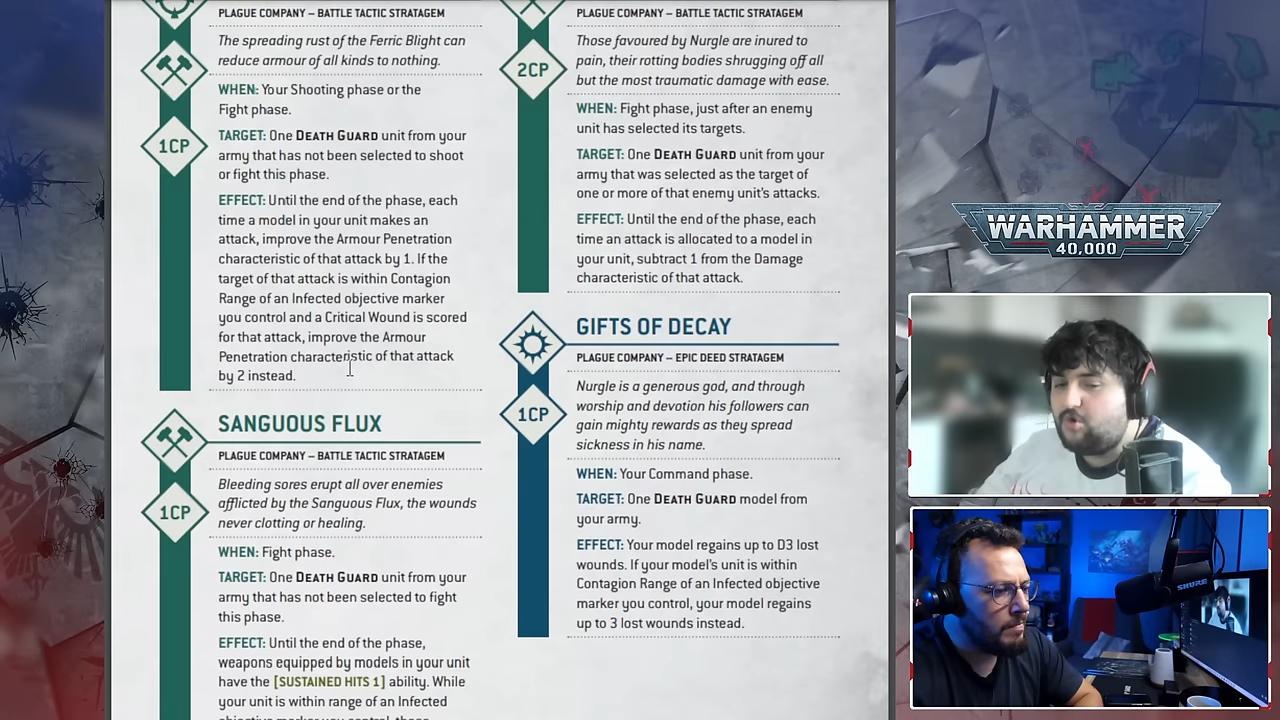 PLAGUE COMPANY – BATTLE TACTIC STRATAGEM
The spreading rust of the Ferric Blight can
reduce armour of all kinds to nothing.
WHEN: Your Shooting phase or the
Fight phase.
1CP
TARGET: One DEATH GUARD unit from your
army that has not been selected to shoot
or fight this phase.
EFFECT: Until the end of the phase, each
time a model in your unit makes an
attack, improve the Armour Penetration
characteristic of that attack by 1. If the
target of that attack is within Contagion
Range of an Infected objective marker
you control and a Critical Wound is scored
for that attack, improve the Armour
Penetration characteristic of that attack
by 2 instead.
SANGUOUS FLUX
PLAGUE COMPANY – BATTLE TACTIC STRATAGEM
1CP
Bleeding sores erupt all over enemies
afflicted by the Sanguous Flux, the wounds
never clotting or healing.
WHEN: Fight phase.
TARGET: One DEATH GUARD unit from your
army that has not been selected to fight
this phase.
EFFECT: Until the end of the phase,
weapons equipped by models in your unit
have the [SUSTAINED HITS 1] ability. While
your unit is within range of an Infected
objective marker you control, those
PLAGUE COMPANY – BATTLE TACTIC STRATAGEM
2CP
Those favoured by Nurgle are inured to
pain, their rotting bodies shrugging off all
but the most traumatic damage with ease.
WHEN: Fight phase, just after an enemy
unit has selected its targets.
TARGET: One DEATH GUARD unit from your
army that was selected as the target of
one or more of that enemy unit's attacks.
EFFECT: Until the end of the phase, each
time an attack is allocated to a model in
your unit, subtract 1 from the Damage
characteristic of that attack.
GIFTS OF DECAY
PLAGUE COMPANY – EPIC DEED STRATAGEM
1CP
Nurgle is a generous god, and through
worship and devotion his followers can
gain mighty rewards as they spread
sickness in his name.
WHEN: Your Command phase.
TARGET: One DEATH GUARD model from
your army.
EFFECT: Your model regains up to D3 lost
wounds. If your model's unit is within
Contagion Range of an Infected objective
marker you control, your model regains
up to 3 lost wounds instead.
WARHAMMER
40,000
SHURE